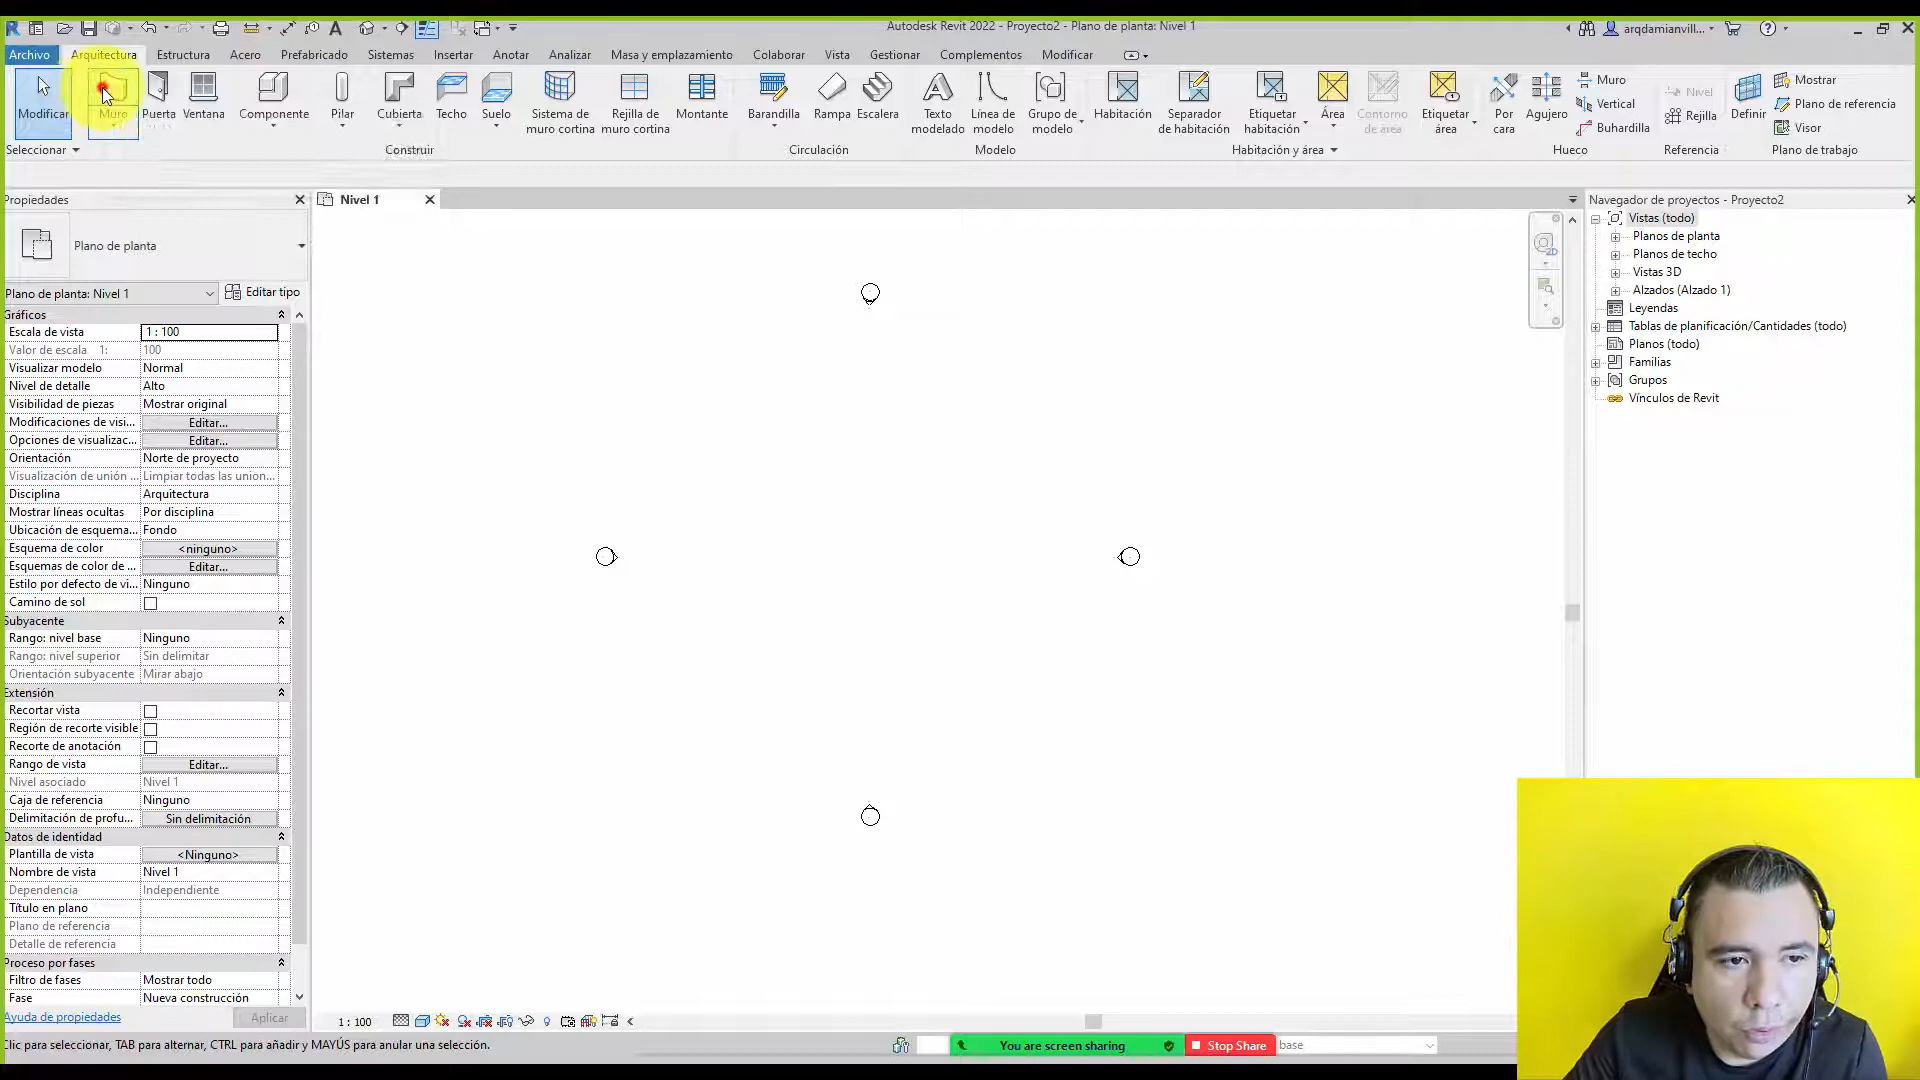 Autodesk Revit 2022 - Proyecto2 - Plano de planta: Nivel 1
arqdamianvill...
Archivo Arquitectura Estructura Acero Prefabricado Sistemas Insertar Anotar Analizar Masa y emplazamiento Colaborar Vista Gestionar Complementos Modificar
Modificar Muro Puerta Ventana Componente Pilar Cubierta Techo Suelo
Sistema de muro cortina
Rejilla de muro cortina
Montante Barandilla Rampa Escalera
Texto modelado
Línea de modelo
Grupo de modelo
Habitación
Separador de habitación
Etiquetar habitación
Área
Contorno de área
Etiquetar área
Por cara
Agujero
Muro
Vertical
Buhardilla
Nivel
Rejilla
Definir
Mostrar
Plano de referencia
Visor
Seleccionar Construir Circulación Modelo Habitación y área Hueco Referencia Plano de trabajo
Propiedades
Plano de planta
Plano de planta: Nivel 1 Editar tipo
Gráficos
Escala de vista 1 : 100
Valor de escala 1: 100
Visualizar modelo Normal
Nivel de detalle Alto
Visibilidad de piezas Mostrar original
Modificaciones de visi... Editar...
Opciones de visualizac... Editar...
Orientación Norte de proyecto
Visualización de unión ... Limpiar todas las union...
Disciplina Arquitectura
Mostrar líneas ocultas Por disciplina
Ubicación de esquema... Fondo
Esquema de color <ninguno>
Esquemas de color de ... Editar...
Estilo por defecto de vi... Ninguno
Camino de sol
Subyacente
Rango: nivel base Ninguno
Rango: nivel superior Sin delimitar
Orientación subyacente Mirar abajo
Extensión
Recortar vista
Región de recorte visible
Recorte de anotación
Rango de vista Editar...
Nivel asociado Nivel 1
Caja de referencia Ninguno
Delimitación de profu... Sin delimitación
Datos de identidad
Plantilla de vista <Ninguno>
Nombre de vista Nivel 1
Dependencia Independiente
Título en plano
Plano de referencia
Detalle de referencia
Proceso por fases
Filtro de fases Mostrar todo
Fase Nueva construcción
Ayuda de propiedades Aplicar
Nivel 1
2D
1 : 100
Navegador de proyectos - Proyecto2
Vistas (todo)
Planos de planta
Planos de techo
Vistas 3D
Alzados (Alzado 1)
Leyendas
Tablas de planificación/Cantidades (todo)
Planos (todo)
Familias
Grupos
Vínculos de Revit
Clic para seleccionar, TAB para alternar, CTRL para añadir y MAYÚS para anular una selección.
You are screen sharing
Stop Share
base